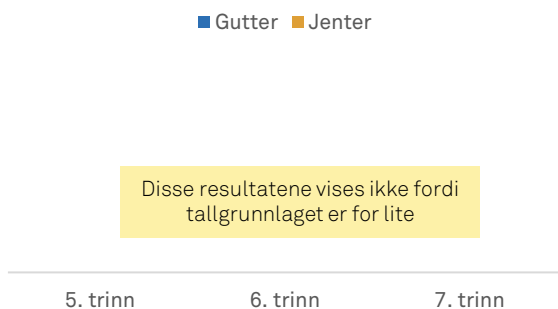 Gutter Jenter
Disse resultatene vises ikke fordi
tallgrunnlaget er for lite
5. trinn 6. trinn 7. trinn